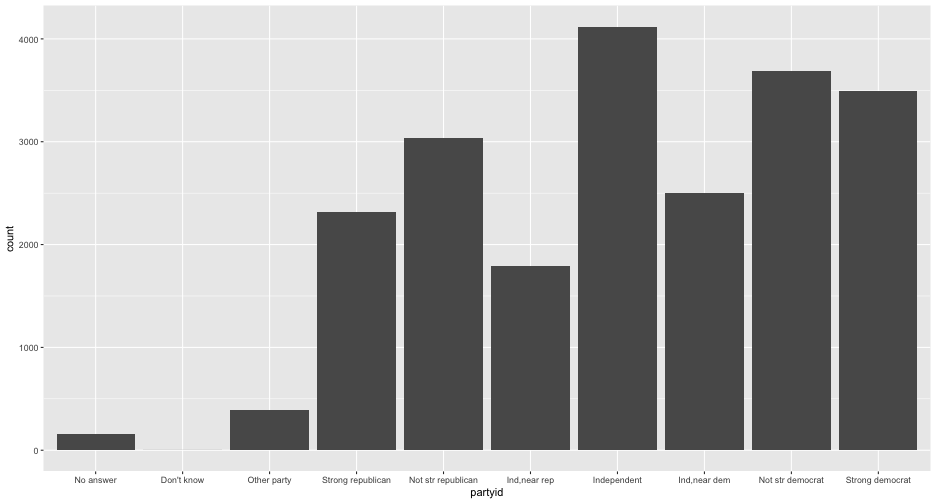 count
4000
3000
2000
1000
0
No answer
Don't know
Other party
Strong republican
Not str republican
Ind,near rep
Independent
Ind,near dem
Not str democrat
Strong democrat
partyid